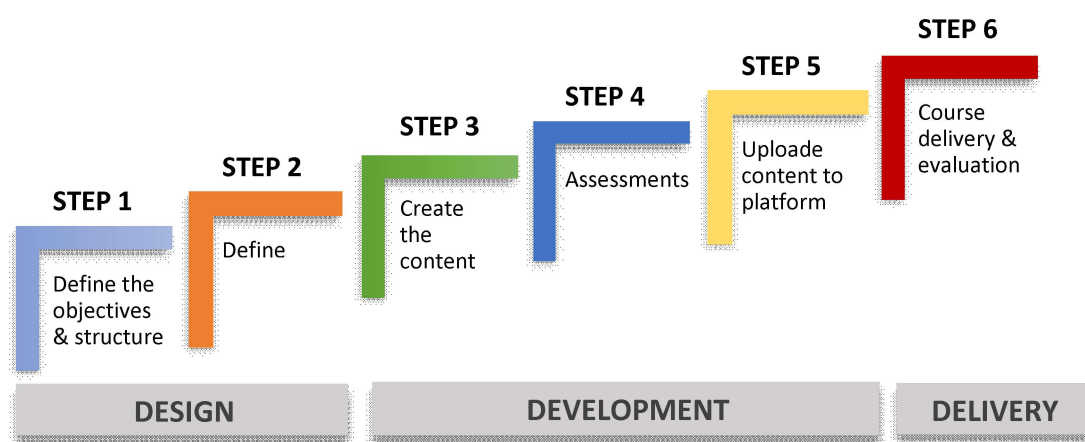 STEP 1
Define the
objectives
& structure
STEP 2
Define
STEP 3
Create
the
content
STEP 4
Assessments
STEP 5
Uploade
content to
platform
STEP 6
Course
delivery &
evaluation
DESIGN
DEVELOPMENT
DELIVERY